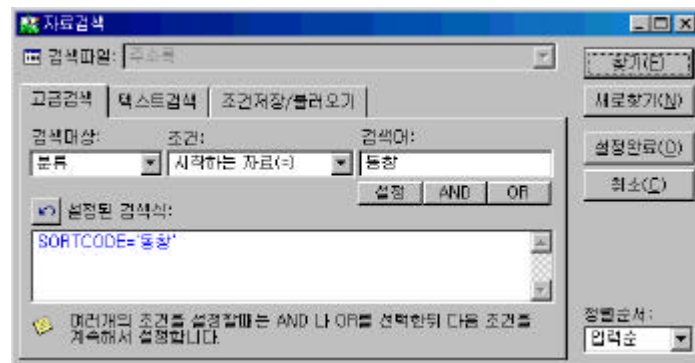 자료검색
검색파일: 주소록
찾기(F)
고급검색 텍스트검색 조건저장/불러오기
새로찾기(N)
검색대상: 조건: 검색어:
분류 시작하는 자료(=) 동창
설정완료(O)
설정 AND OR
취소(C)
설정된 검색식:
SORTCODE='동창'
여러개의 조건을 설정할때는 AND 나 OR를 선택한뒤 다음 조건을
계속해서 설정합니다.
정렬순서:
입력순